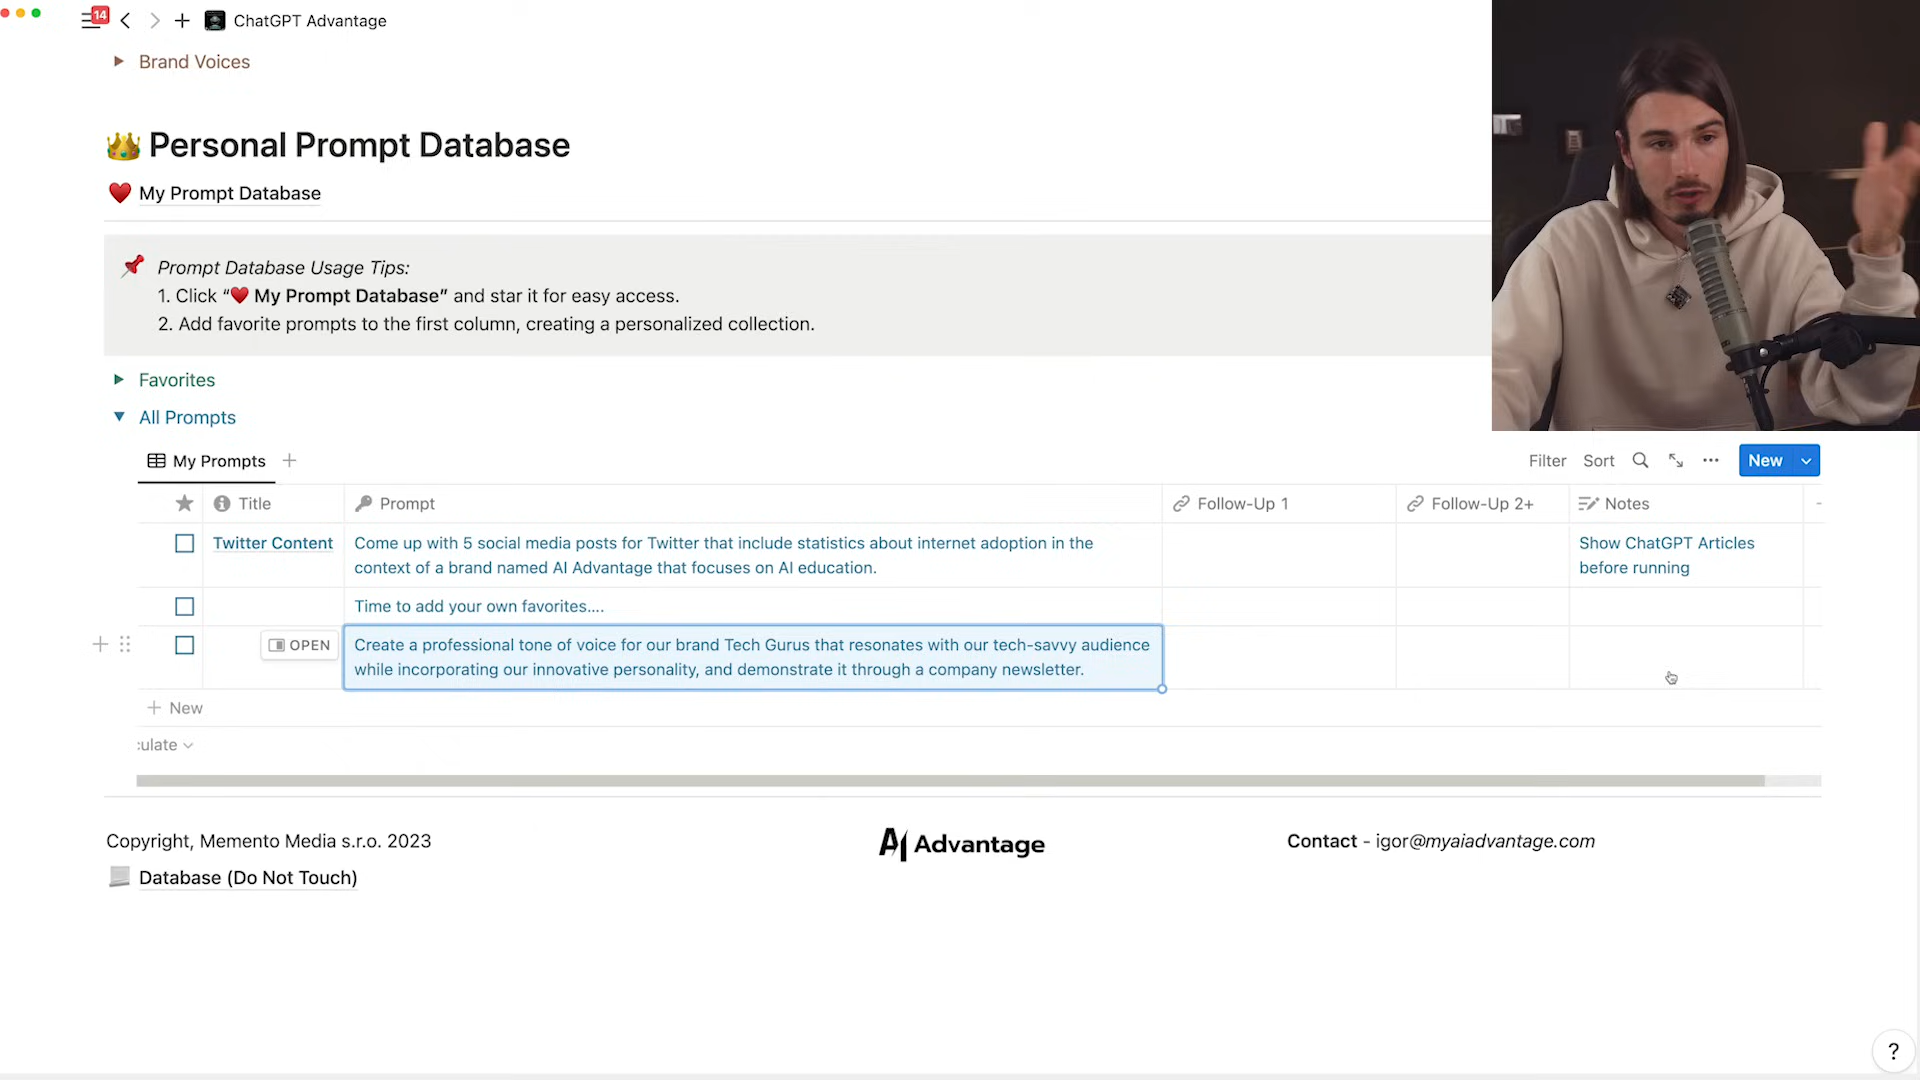 14
ChatGPT Advantage
Brand Voices
Personal Prompt Database
My Prompt Database
Prompt Database Usage Tips:
1. Click “❤️ My Prompt Database” and star it for easy access.
2. Add favorite prompts to the first column, creating a personalized collection.
Favorites
All Prompts
My Prompts
Filter Sort New
Title Prompt Follow-Up 1 Follow-Up 2+ Notes
Twitter Content
Come up with 5 social media posts for Twitter that include statistics about internet adoption in the
context of a brand named AI Advantage that focuses on AI education.
Show ChatGPT Articles
before running
Time to add your own favorites....
OPEN
Create a professional tone of voice for our brand Tech Gurus that resonates with our tech-savvy audience
while incorporating our innovative personality, and demonstrate it through a company newsletter.
+ New
culate
Copyright, Memento Media s.r.o. 2023
AI Advantage
Contact - igor@myaiadvantage.com
Database (Do Not Touch)
?